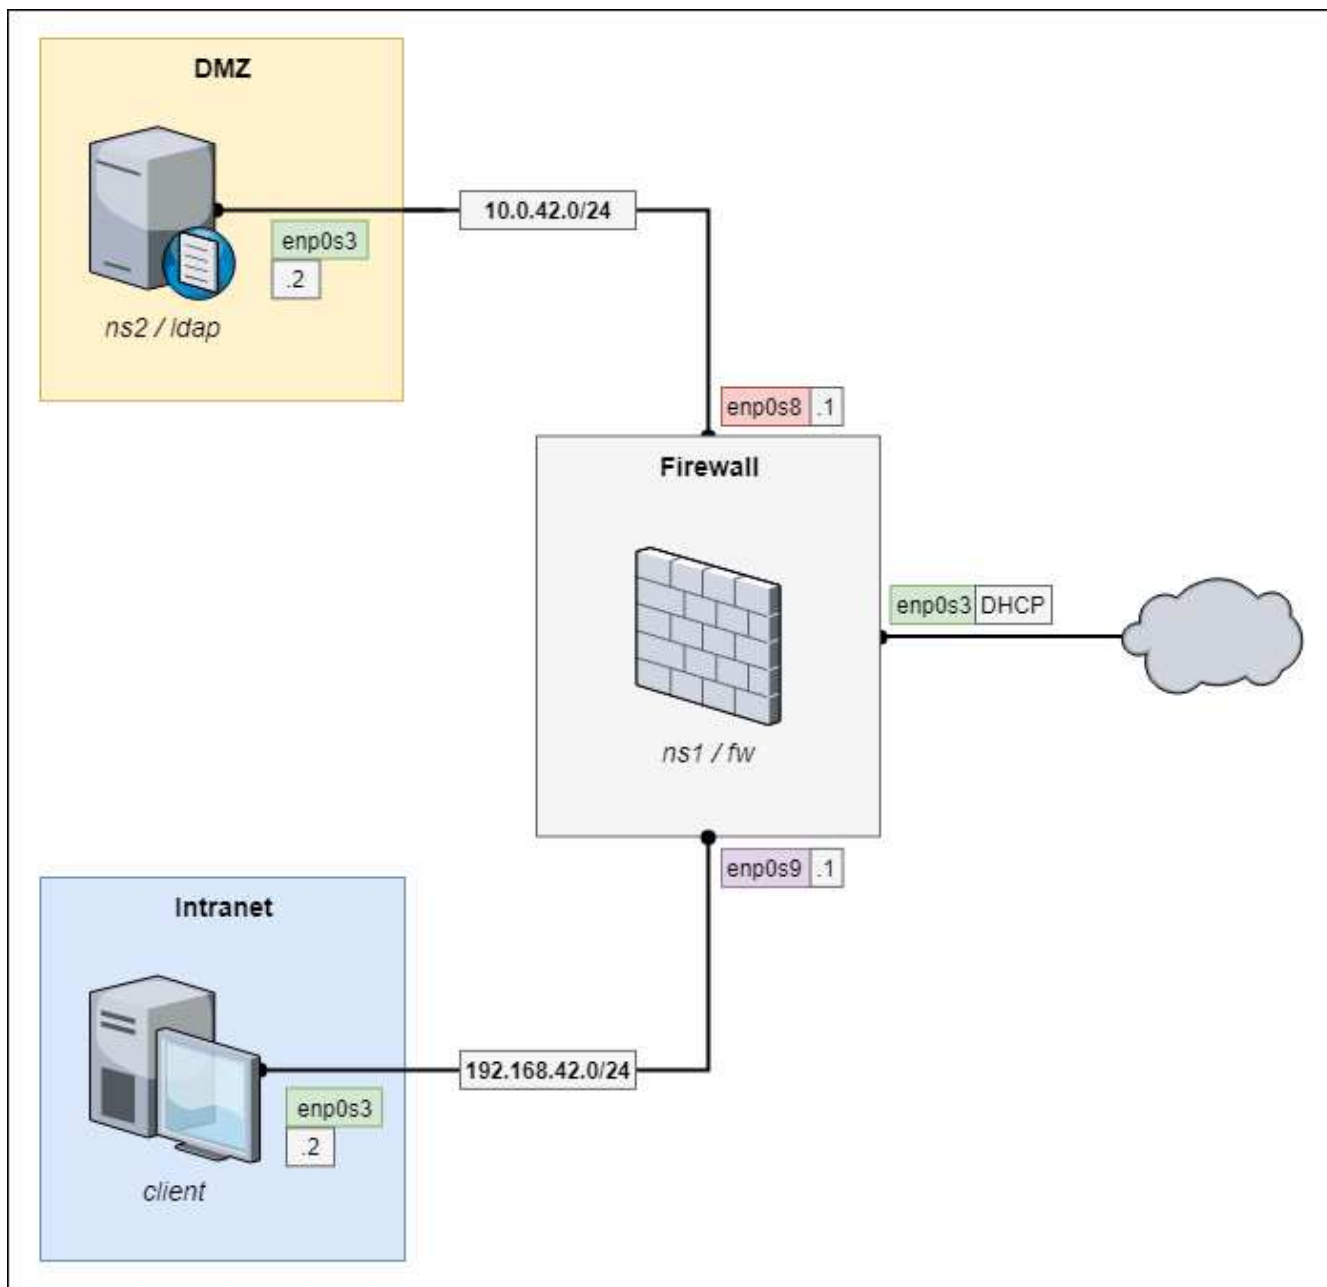 DMZ
10.0.42.0/24
enp0s3
.2
ns2 / ldap
enp0s8 .1
Firewall
enp0s3 DHCP
ns1 / fw
enp0s9 .1
Intranet
192.168.42.0/24
enp0s3
.2
client